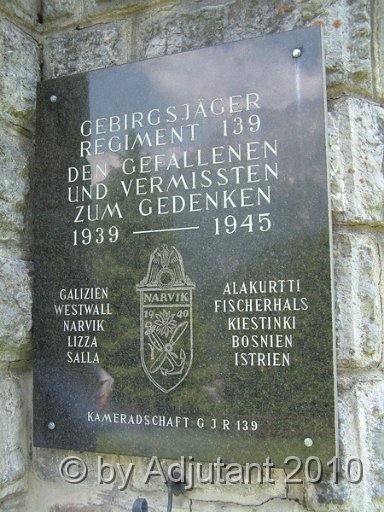 GEBIRGSJÄGER
REGIMENT 139
DEN GEFALLENEN
UND VERMISSTEN
ZUM GEDENKEN
1939 — 1945
GALIZIEN
WESTWALL
NARVIK
LIZZA
SALLA
NARVIK
1940
ALAKURTTI
FISCHERHALS
KIESTINKI
BOSNIEN
ISTRIEN
KAMERADSCHAFT G J R 139
© by Adjutant 2010